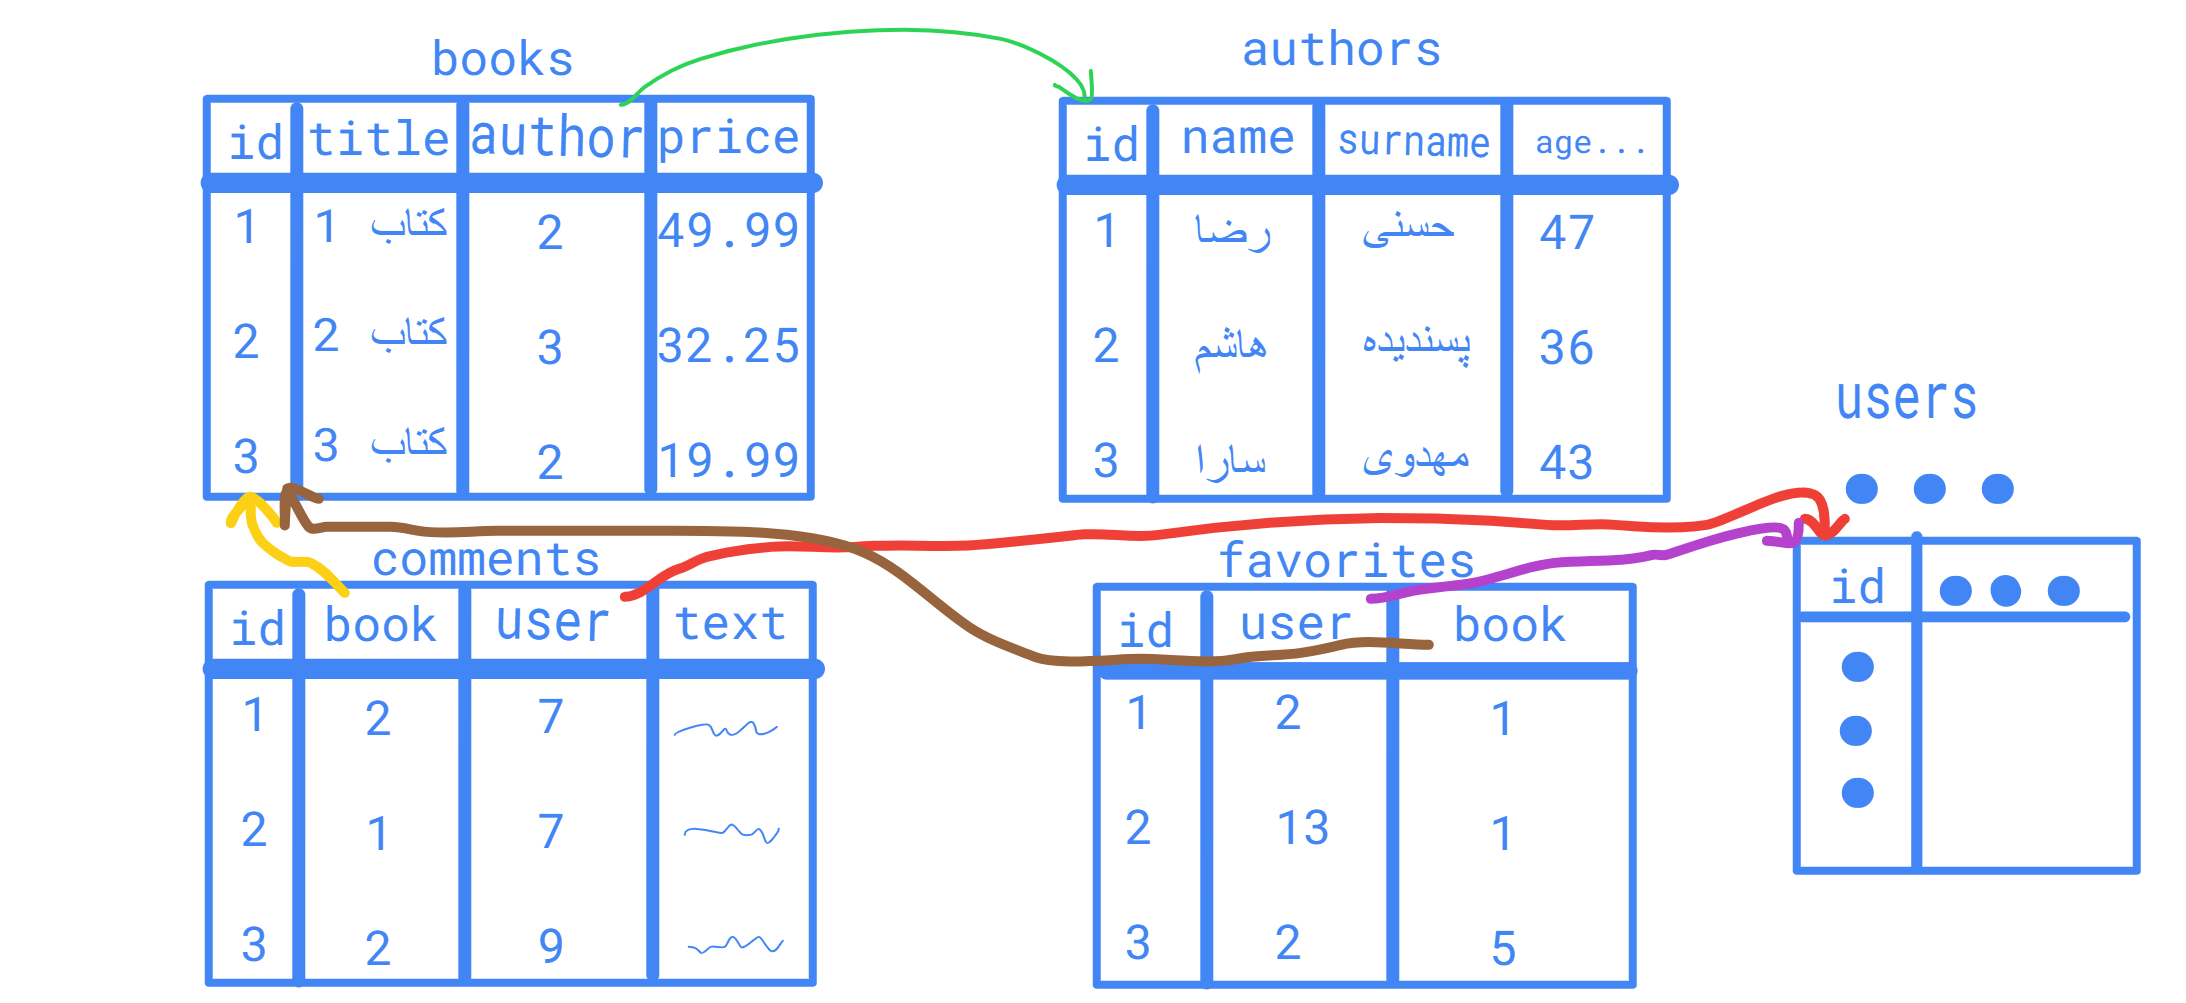 books
id title author price
1 کتاب 1 2 49.99
2 کتاب 2 3 32.25
3 کتاب 3 2 19.99
authors
id name surname age...
1 رضا حسنی 47
2 هاشم پسندیده 36
3 سارا مهدوی 43
users
id
comments
id book user text
1 2 7
2 1 7
3 2 9
favorites
id user book
1 2 1
2 13 1
3 2 5